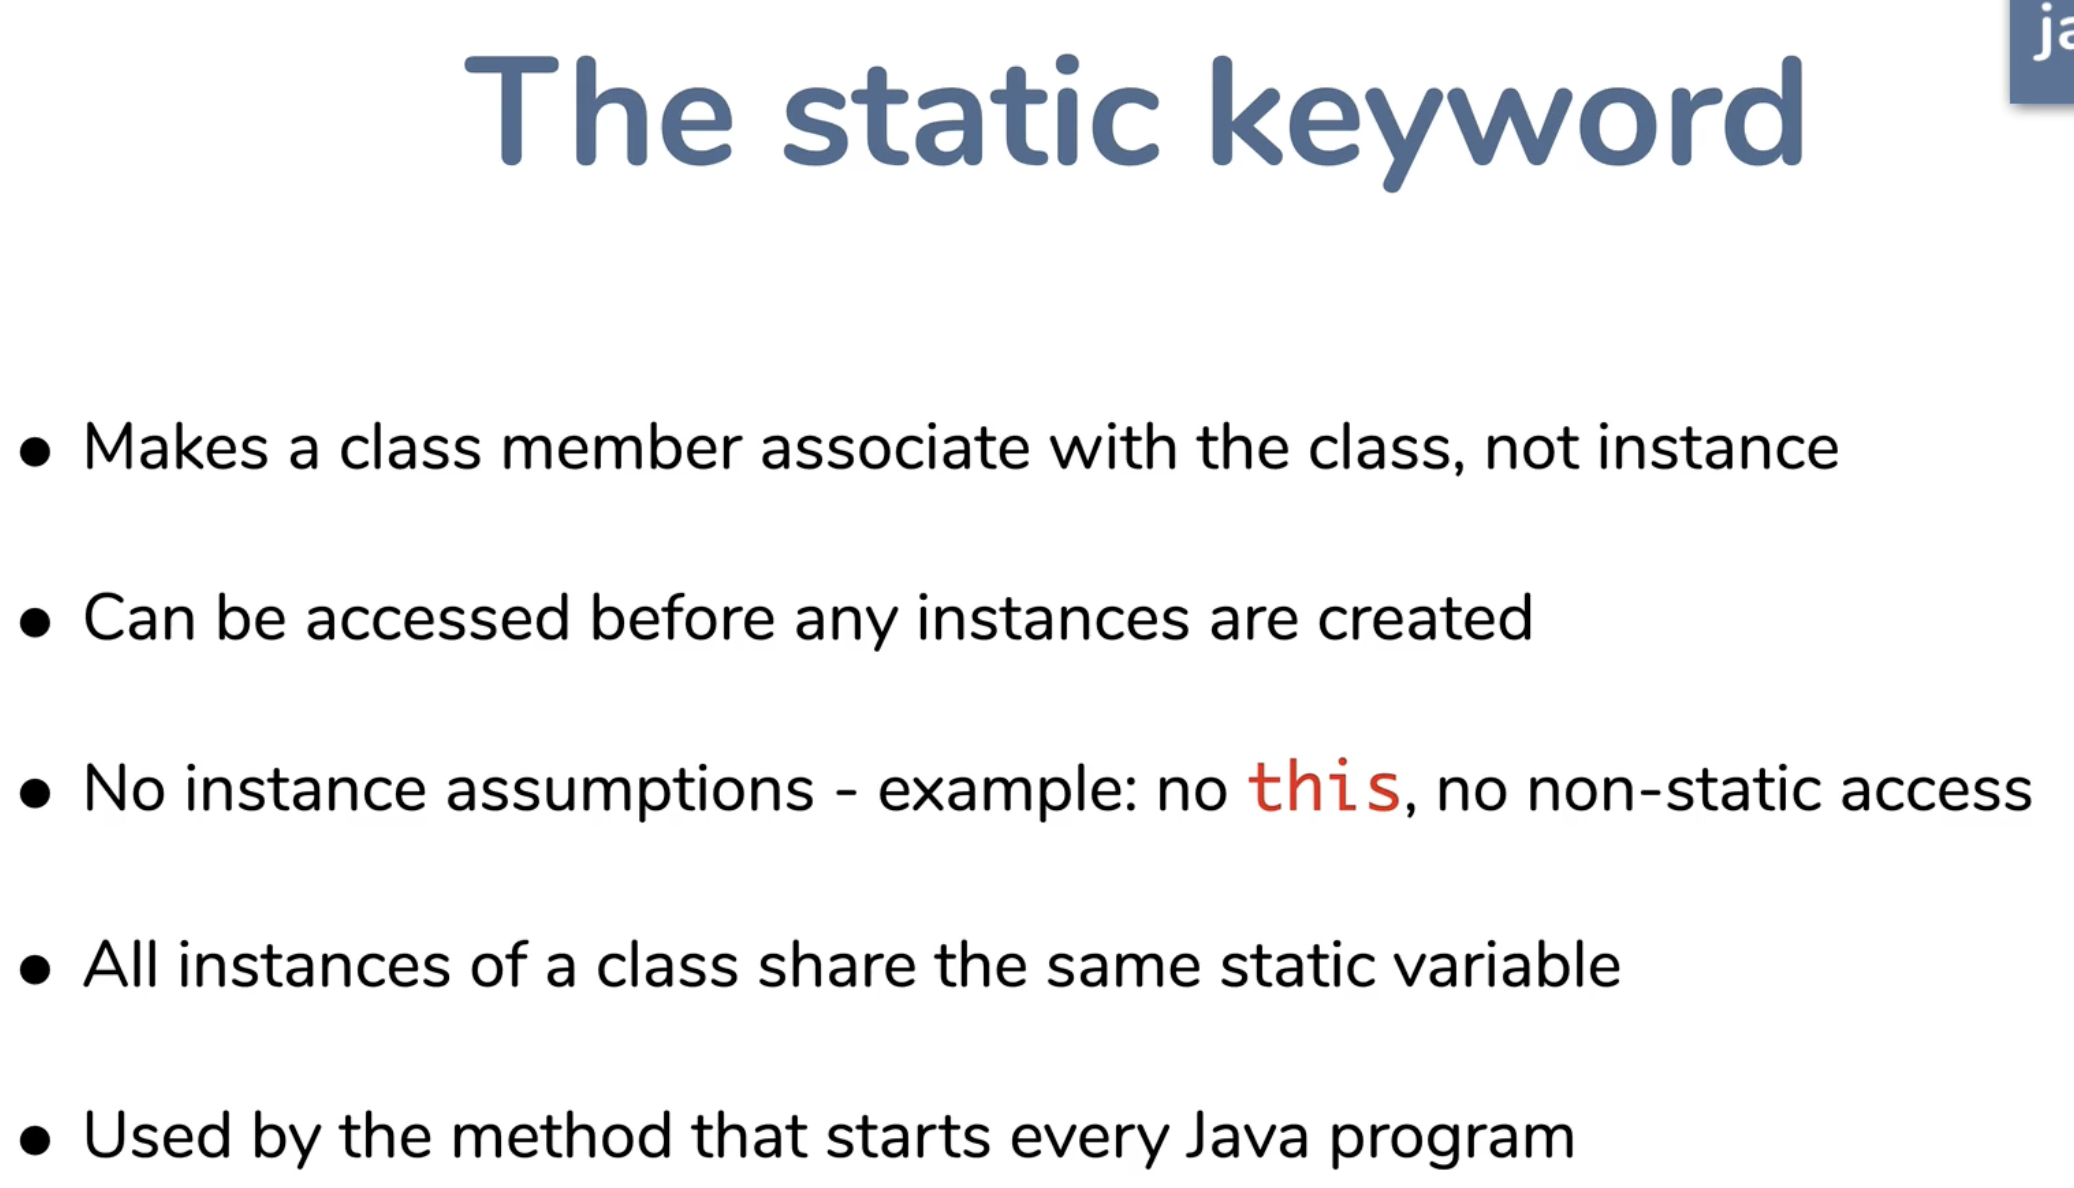 The static keyword
• Makes a class member associate with the class, not instance
• Can be accessed before any instances are created
• No instance assumptions - example: no this, no non-static access
• All instances of a class share the same static variable
• Used by the method that starts every Java program